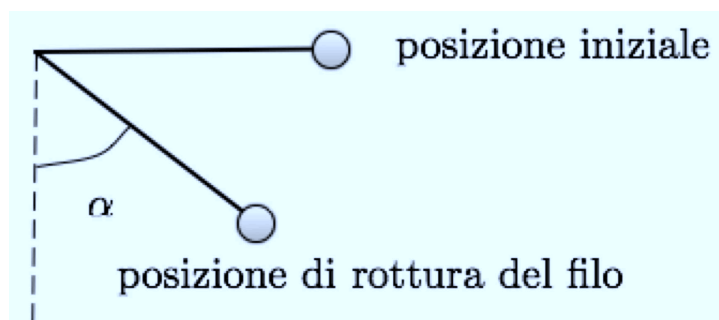 posizione iniziale
α
posizione di rottura del filo